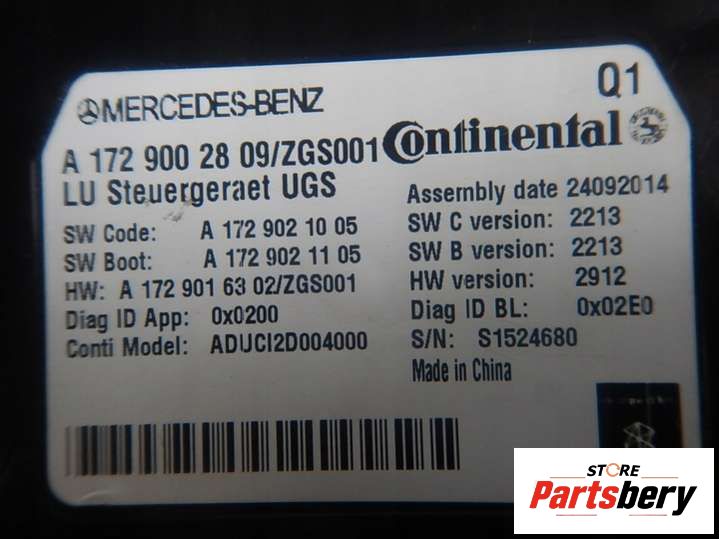 MERCEDES-BENZ
Q1
A 172 900 28 09/ZGS001
Continental
LU Steuergeraet UGS
Assembly date 24092014
SW Code: A 172 902 10 05
SW C version: 2213
SW Boot: A 172 902 11 05
SW B version: 2213
HW: A 172 901 63 02/ZGS001
HW version: 2912
Diag ID App: 0x0200
Diag ID BL: 0x02E0
Conti Model: ADUCI2D004000
S/N: S1524680
Made in China
STORE
Partsbery